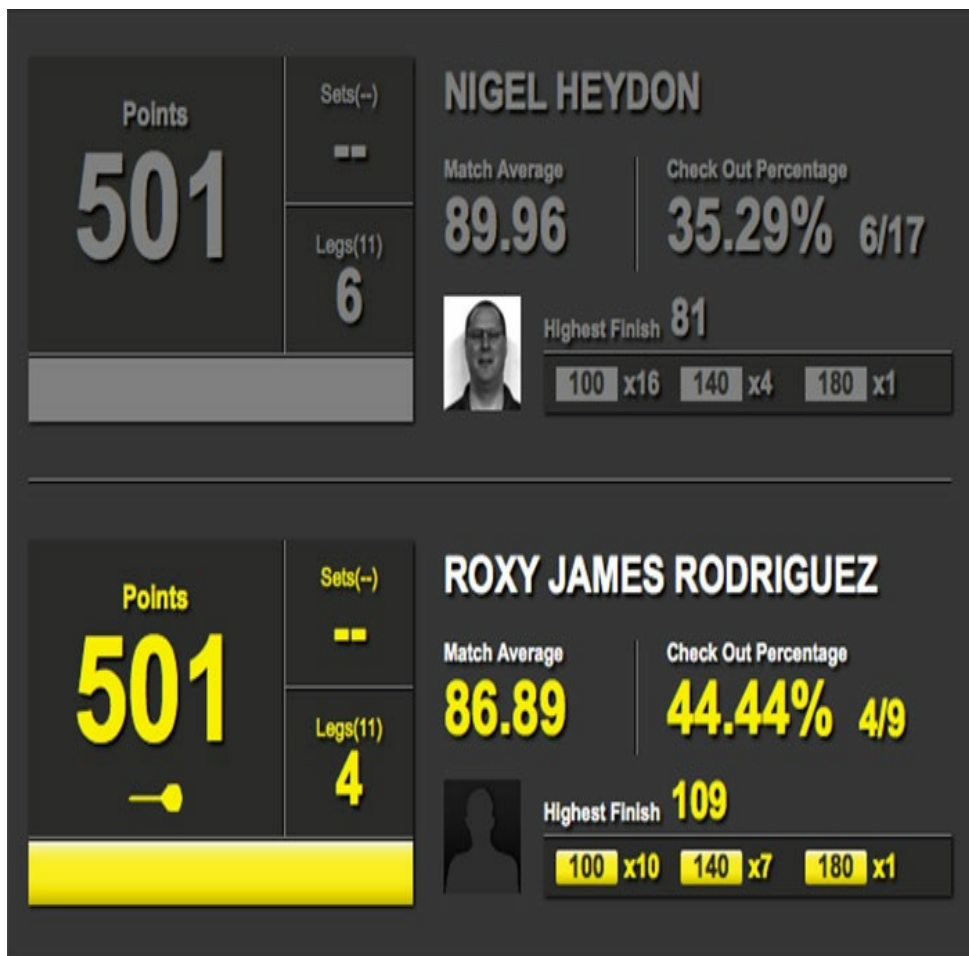 NIGEL HEYDON
Points
501
Sets(--)
--
Legs(11)
6
Match Average
89.96
Check Out Percentage
35.29% 6/17
Highest Finish 81
100 x16 140 x4 180 x1
ROXY JAMES RODRIGUEZ
Points
501
Sets(--)
--
Legs(11)
4
Match Average
86.89
Check Out Percentage
44.44% 4/9
Highest Finish 109
100 x10 140 x7 180 x1